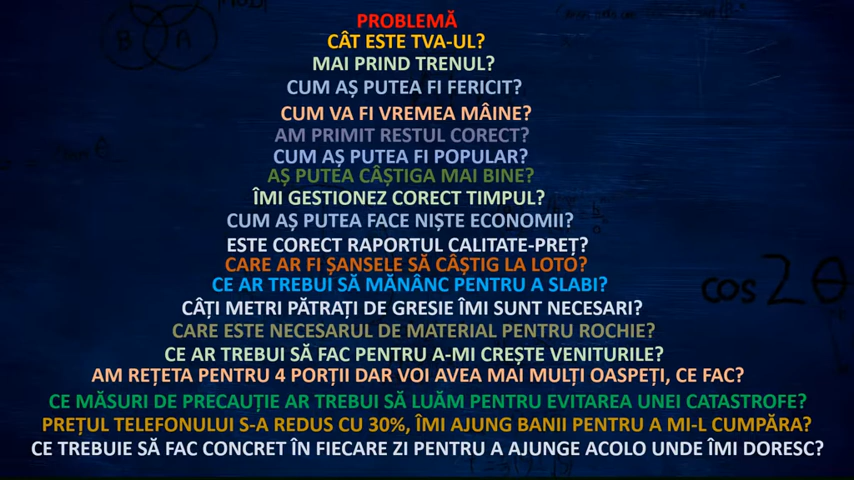 PROBLEMĂ
CÂT ESTE TVA-UL?
MAI PRIND TRENUL?
CUM AȘ PUTEA FI FERICIT?
CUM VA FI VREMEA MÂINE?
AM PRIMIT RESTUL CORECT?
CUM AȘ PUTEA FI POPULAR?
AȘ PUTEA CÂȘTIGA MAI BINE?
ÎMI GESTIONEZ CORECT TIMPUL?
CUM AȘ PUTEA FACE NIȘTE ECONOMII?
ESTE CORECT RAPORTUL CALITATE-PREȚ?
CARE AR FI ȘANSELE SĂ CÂȘTIG LA LOTO?
CE AR TREBUI SĂ MĂNÂNC PENTRU A SLABI?
CÂȚI METRI PĂTRAȚI DE GRESIE ÎMI SUNT NECESARI?
CARE ESTE NECESARUL DE MATERIAL PENTRU ROCHIE?
CE AR TREBUI SĂ FAC PENTRU A-MI CREȘTE VENITURILE?
AM REȚETA PENTRU 4 PORȚII DAR VOI AVEA MAI MULȚI OASPEȚI, CE FAC?
CE MĂSURI DE PRECAUȚIE AR TREBUI SĂ LUĂM PENTRU EVITAREA UNEI CATASTROFE?
PREȚUL TELEFONULUI S-A REDUS CU 30%, ÎMI AJUNG BANII PENTRU A MI-L CUMPĂRA?
CE TREBUIE SĂ FAC CONCRET ÎN FIECARE ZI PENTRU A AJUNGE ACOLO UNDE ÎMI DORESC?
B A
cos 2θ